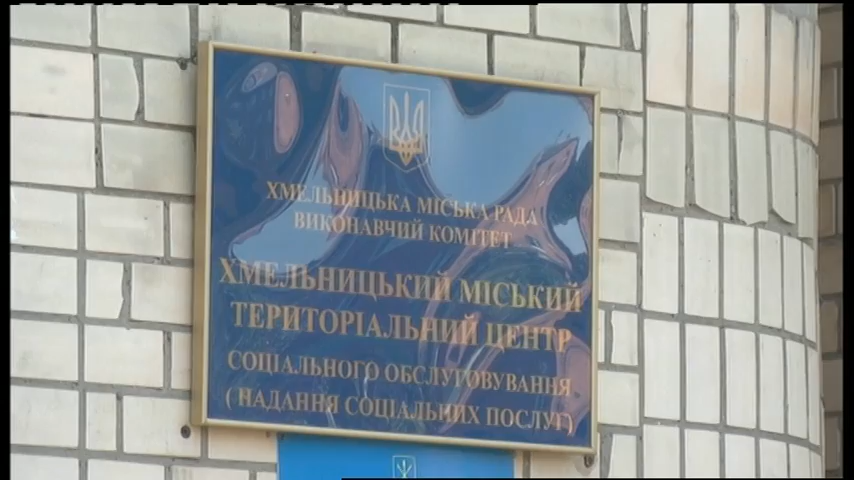 ХМЕЛЬНИЦЬКА МІСЬКА РАДА
ВИКОНАВЧИЙ КОМІТЕТ
ХМЕЛЬНИЦЬКИЙ МІСЬКИЙ
ТЕРИТОРІАЛЬНИЙ ЦЕНТР
СОЦІАЛЬНОГО ОБСЛУГОВУВАННЯ
( НАДАННЯ СОЦІАЛЬНИХ ПОСЛУГ)